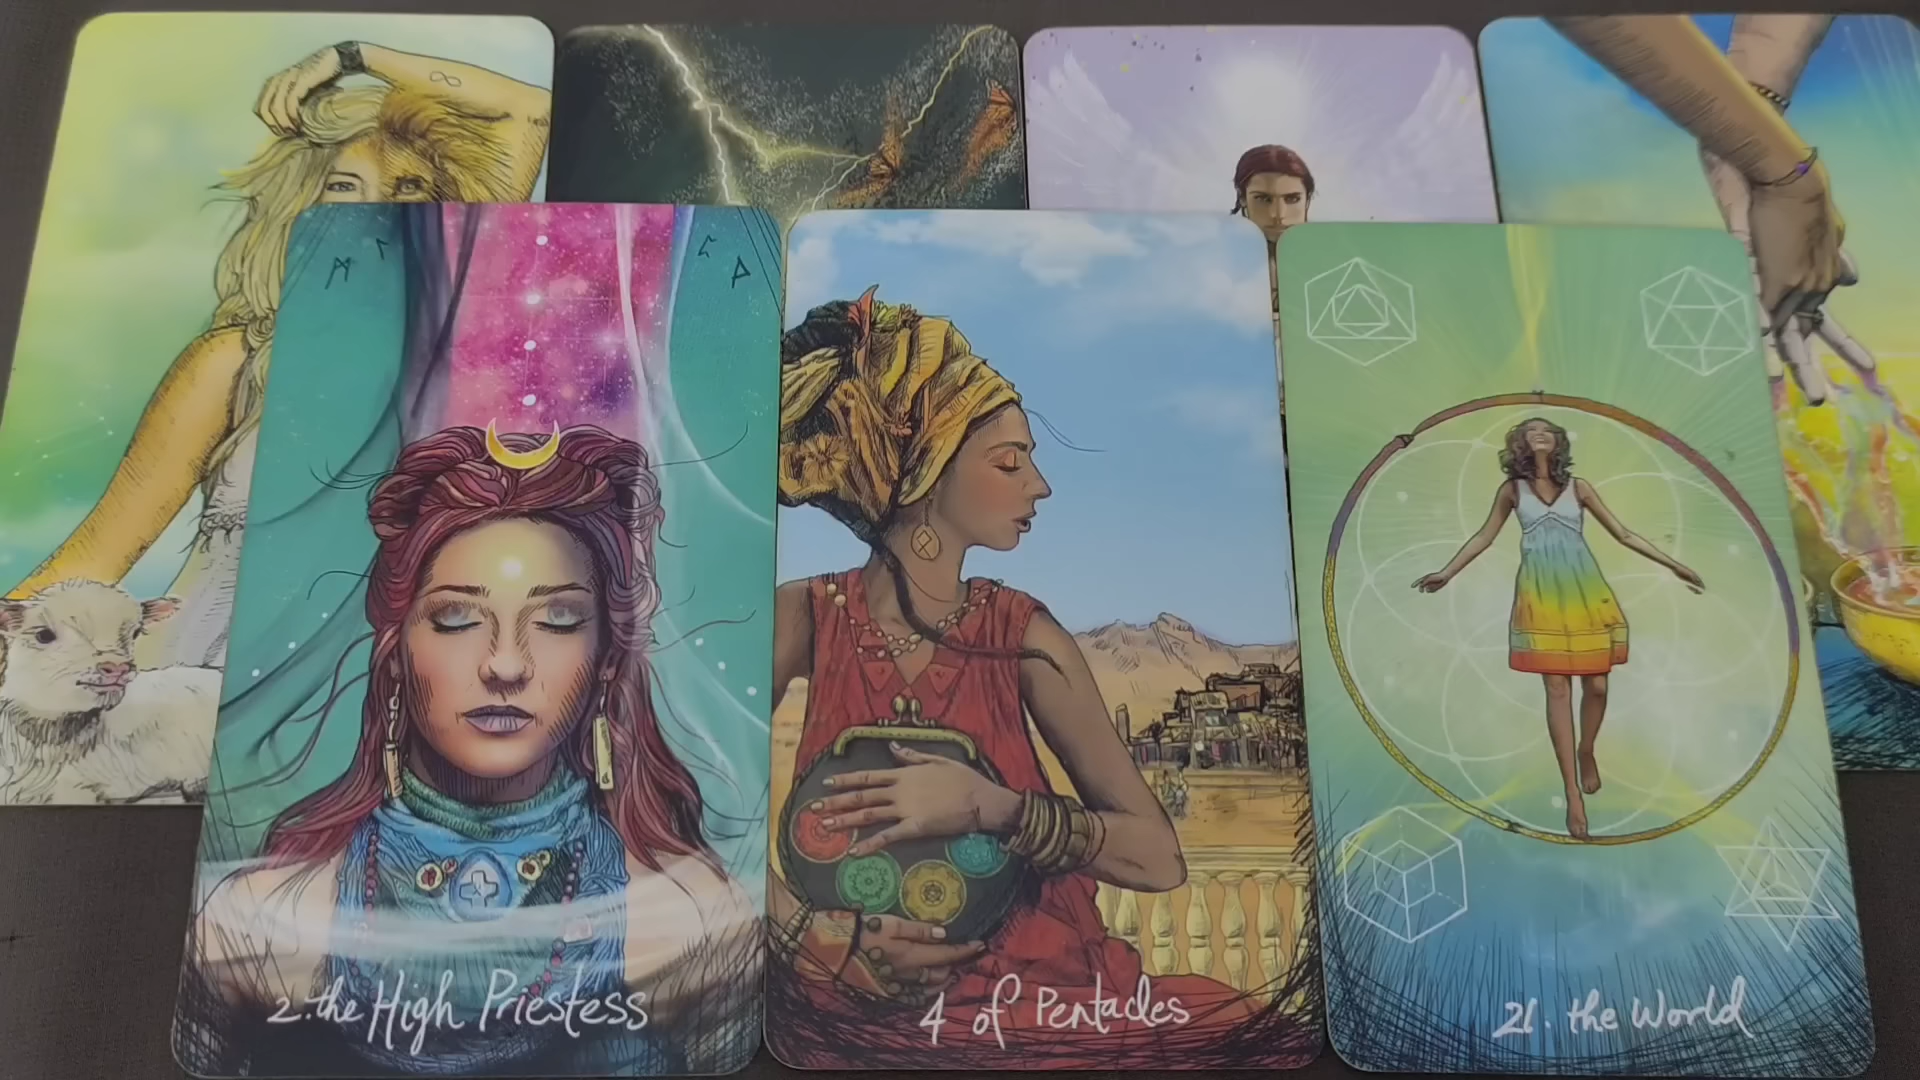 2. the High Priestess
4 of Pentacles
21. the World